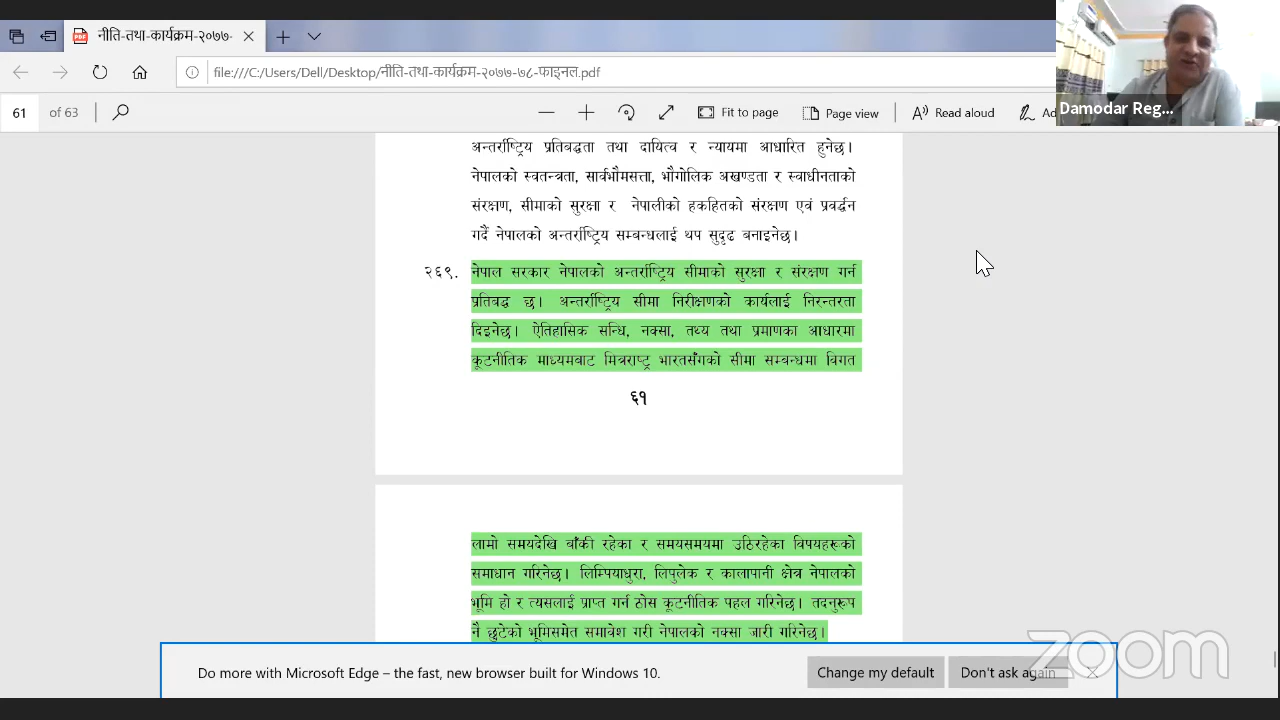 नीति-तथा-कार्यक्रम-२०७७-
file:///C:/Users/Dell/Desktop/नीति-तथा-कार्यक्रम-२०७७-७८-फाइनल.pdf
Damodar Reg...
61 of 63 Fit to page Page view Read aloud
अन्तर्राष्ट्रिय प्रतिबद्धता तथा दायित्व र न्यायमा आधारित हुनेछ।
नेपालको स्वतन्त्रता, सार्वभौमसत्ता, भौगोलिक अखण्डता र स्वाधीनताको
संरक्षण, सीमाको सुरक्षा र नेपालीको हकहितको संरक्षण एवं प्रवर्द्धन
गर्दै नेपालको अन्तर्राष्ट्रिय सम्बन्धलाई थप सुदृढ बनाइनेछ।
२६९. नेपाल सरकार नेपालको अन्तर्राष्ट्रिय सीमाको सुरक्षा र संरक्षण गर्न
प्रतिबद्ध छ। अन्तर्राष्ट्रिय सीमा निरीक्षणको कार्यलाई निरन्तरता
दिइनेछ। ऐतिहासिक सन्धि, नक्सा, तथ्य तथा प्रमाणका आधारमा
कूटनीतिक माध्यमबाट मित्रराष्ट्र भारतसँगको सीमा सम्बन्धमा विगत
६१
लामो समयदेखि बाँकी रहेका र समयसमयमा उठिरहेका विषयहरूको
समाधान गरिनेछ। लिम्पियाधुरा, लिपुलेक र कालापानी क्षेत्र नेपालको
भूमि हो र त्यसलाई प्राप्त गर्न ठोस कूटनीतिक पहल गरिनेछ। तदनुरूप
नै छुटेको भूमिसमेत समावेश गरी नेपालको नक्सा जारी गरिनेछ।
Do more with Microsoft Edge – the fast, new browser built for Windows 10. Change my default Don't ask again
zoom